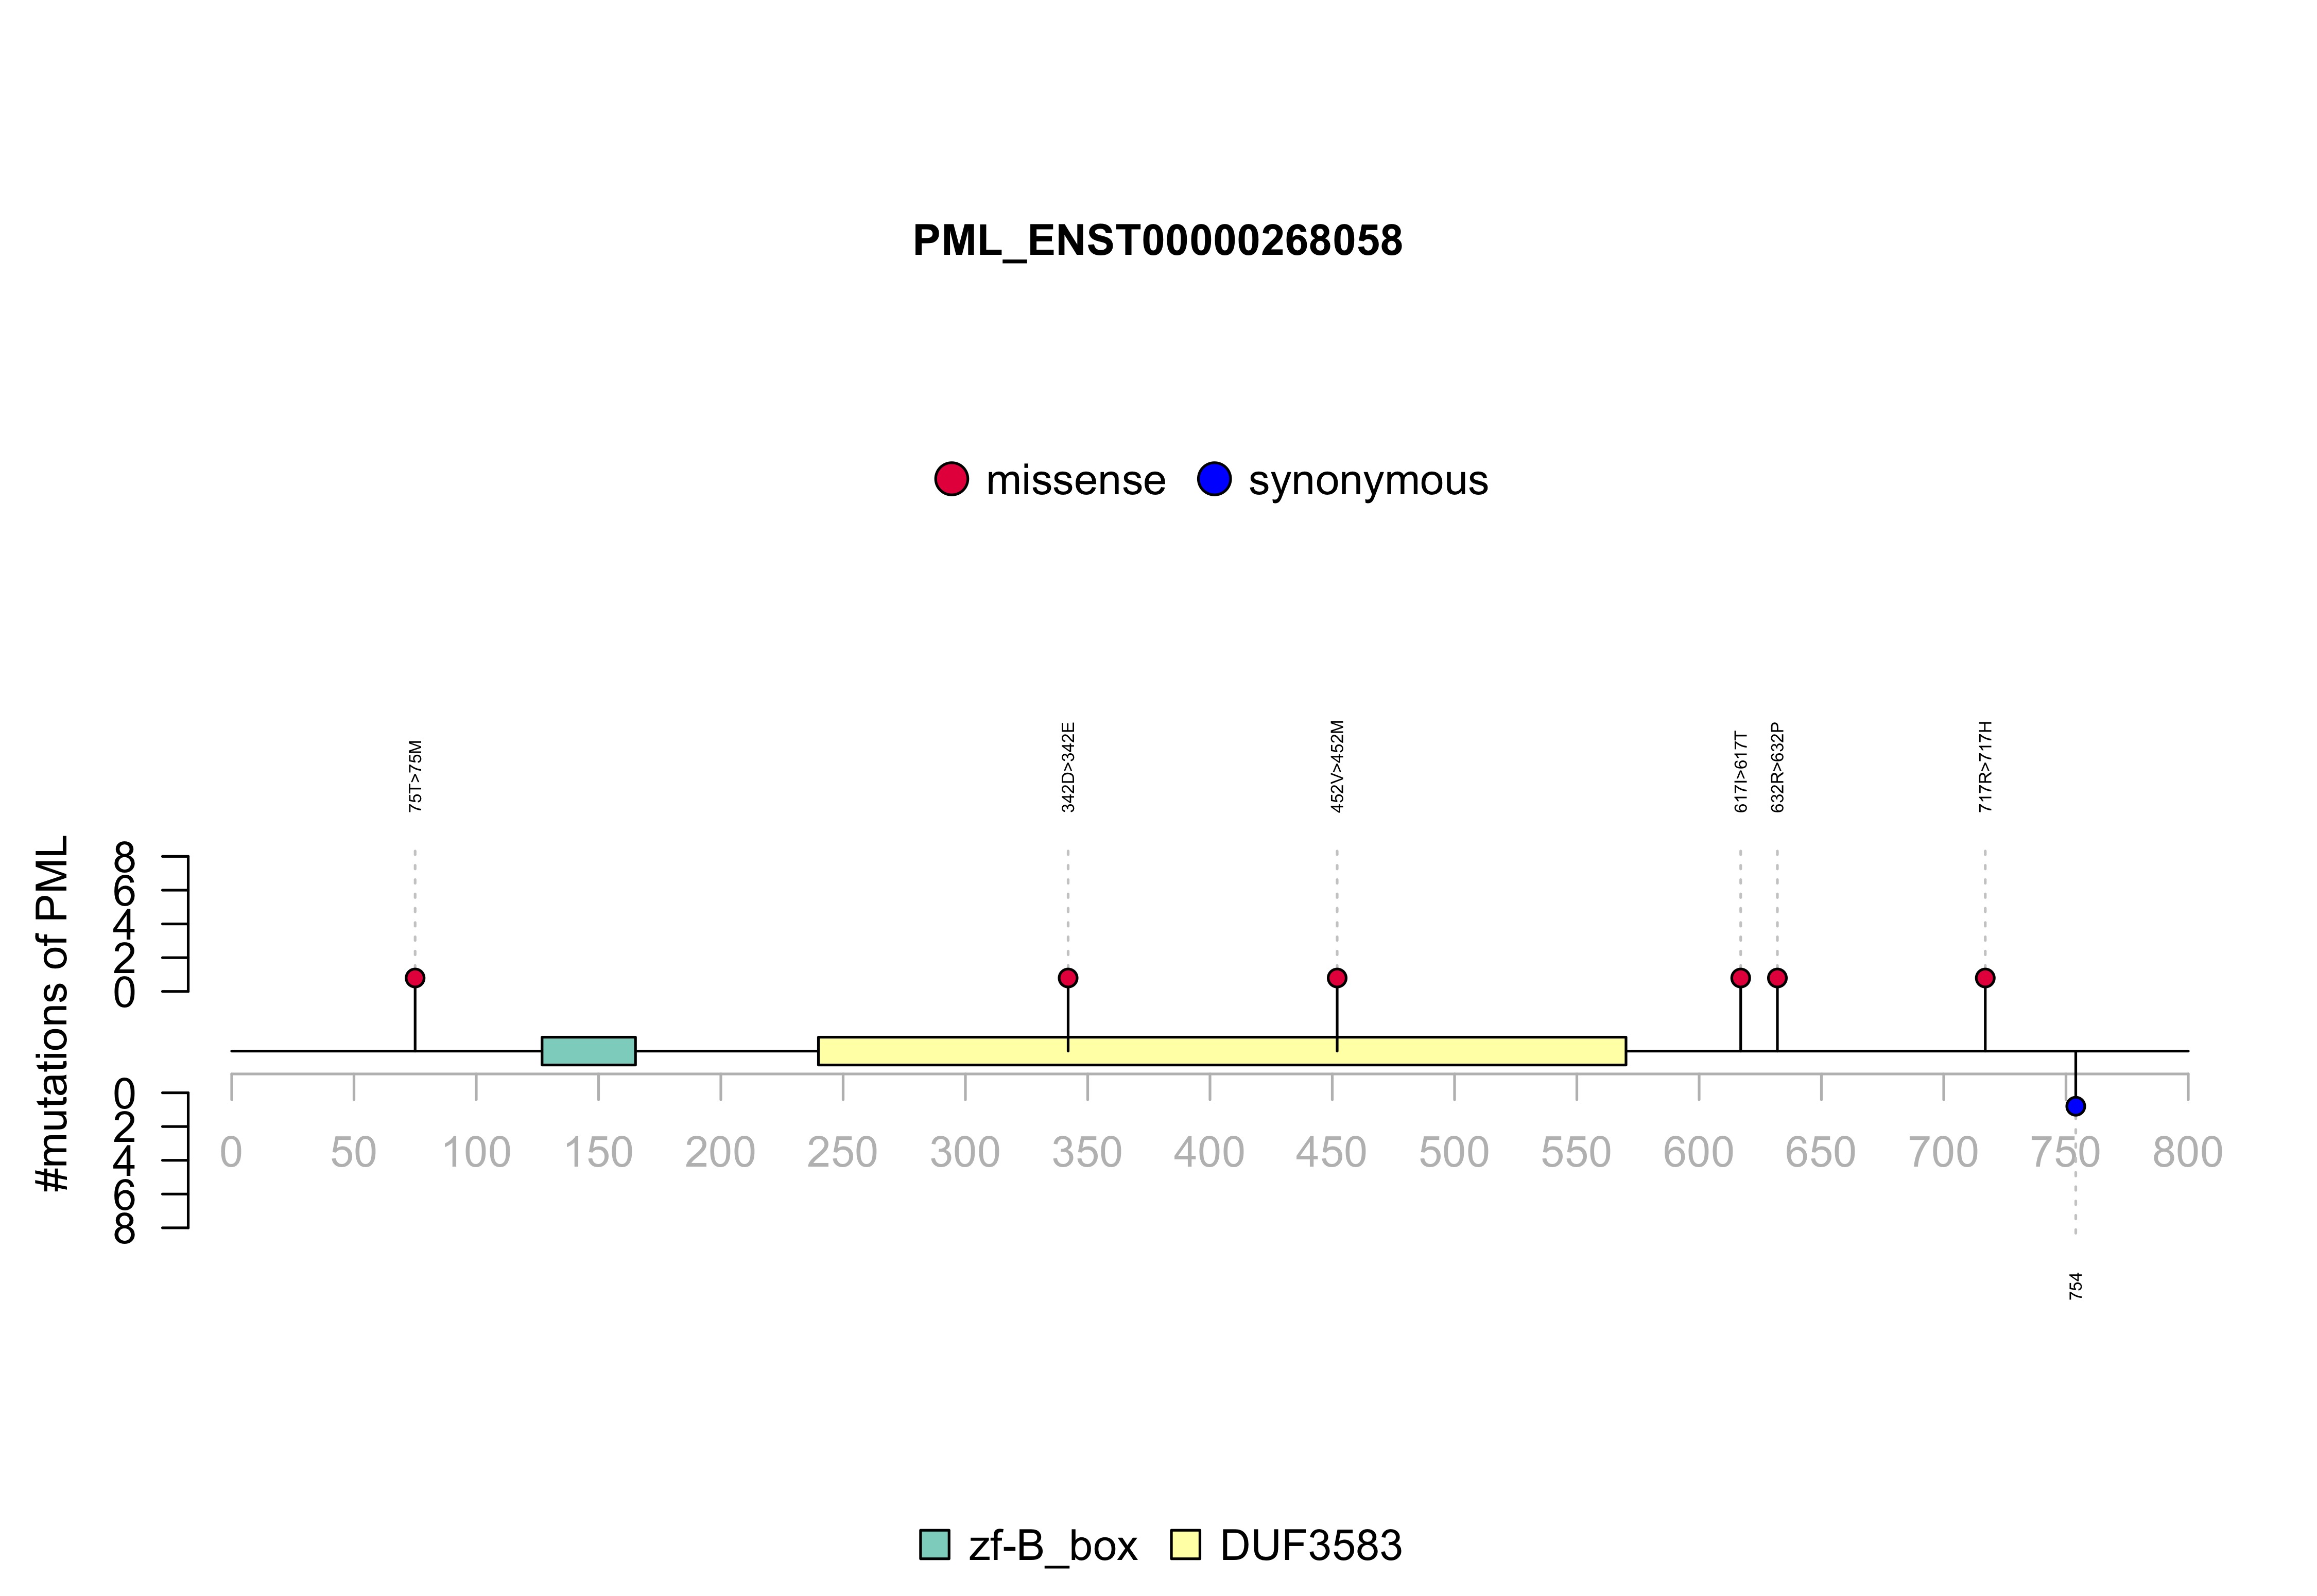 PML_ENST00000268058
missense synonymous
75T>75M
342D>342E
452V>452M
617I>617T
632R>632P
717R>717H
#mutations of PML
8
6
4
2
0
0
2
4
6
8
0 50 100 150 200 250 300 350 400 450 500 550 600 650 700 750 800
754
zf-B_box DUF3583